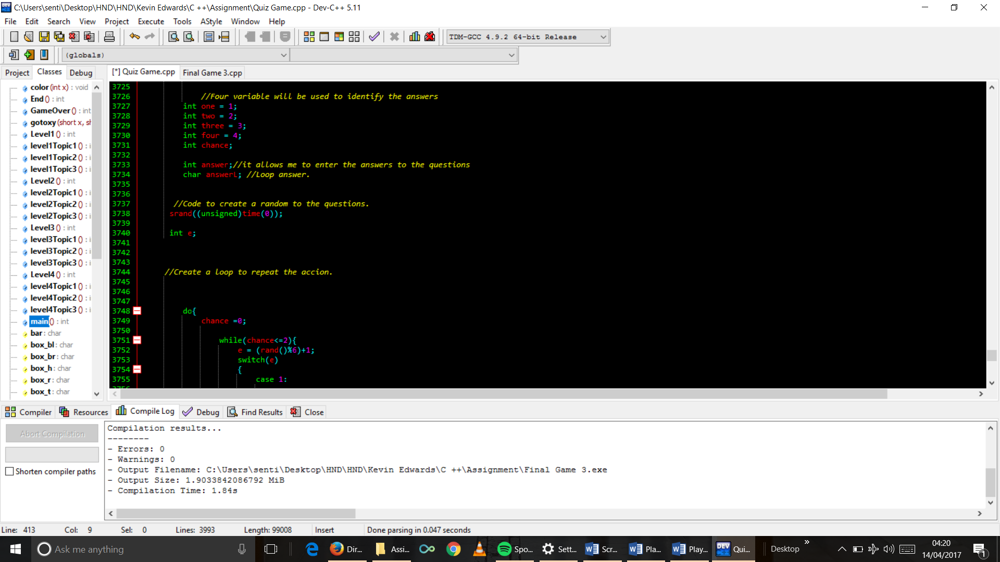 C:\Users\senti\Desktop\HND\HND\Kevin Edwards\C ++\Assignment\Quiz Game.cpp - Dev-C++ 5.11
File Edit Search View Project Execute Tools AStyle Window Help
TDM-GCC 4.9.2 64-bit Release
(globals)
Project Classes Debug
[*] Quiz Game.cpp Final Game 3.cpp
color (int x) : void
End () : int
GameOver () : int
gotoxy (short x, sh
Level1 () : int
level1Topic1 () : i
level1Topic2 () : i
level1Topic3 () : i
Level2 () : int
level2Topic1 () : i
level2Topic2 () : i
level2Topic3 () : i
Level3 () : int
level3Topic1 () : i
level3Topic2 () : i
level3Topic3 () : i
Level4 () : int
level4Topic1 () : i
level4Topic2 () : i
level4Topic3 () : i
main () : int
bar : char
box_bl : char
box_br : char
box_h : char
box_r : char
box_t : char
3725
3726 //Four variable will be used to identify the answers
3727 int one = 1;
3728 int two = 2;
3729 int three = 3;
3730 int four = 4;
3731 int chance;
3732
3733 int answer;//it allows me to enter the answers to the questions
3734 char answerL; //Loop answer.
3735
3736
3737 //Code to create a random to the questions.
3738 srand((unsigned)time(0));
3739
3740 int e;
3741
3742
3743
3744 //Create a loop to repeat the accion.
3745
3746
3747
3748 do{
3749 chance =0;
3750
3751 while(chance<=2){
3752 e = (rand()%6)+1;
3753 switch(e)
3754 {
3755 case 1:
3756
Compiler Resources Compile Log Debug Find Results Close
Abort Compilation
Shorten compiler paths
Compilation results...
--------
- Errors: 0
- Warnings: 0
- Output Filename: C:\Users\senti\Desktop\HND\HND\Kevin Edwards\C ++\Assignment\Final Game 3.exe
- Output Size: 1.9033842086792 MiB
- Compilation Time: 1.84s
Line: 413 Col: 9 Sel: 0 Lines: 3993 Length: 99008 Insert Done parsing in 0.047 seconds
Ask me anything
Dir... Assi... Spo... Sett... Scr... Pla... Play... DEV Qui... Desktop »
04:20
14/04/2017
1